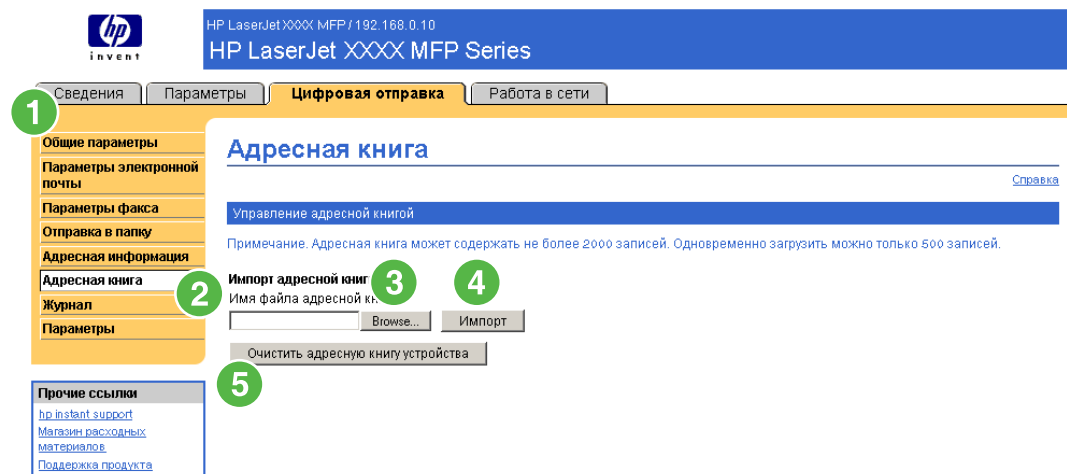 hp
invent
HP LaserJet XXXX MFP / 192.168.0.10
HP LaserJet XXXX MFP Series
Сведения
Параметры
Цифровая отправка
Работа в сети
1
Общие параметры
Параметры электронной
почты
Параметры факса
Отправка в папку
Адресная информация
Адресная книга
2
Журнал
Параметры
Прочие ссылки
hp instant support
Магазин расходных
материалов
Поддержка продукта
Адресная книга
Справка
Управление адресной книгой
Примечание. Адресная книга может содержать не более 2000 записей. Одновременно загрузить можно только 500 записей.
Импорт адресной книг
3
4
Имя файла адресной кн
Browse...
Импорт
Очистить адресную книгу устройства
5